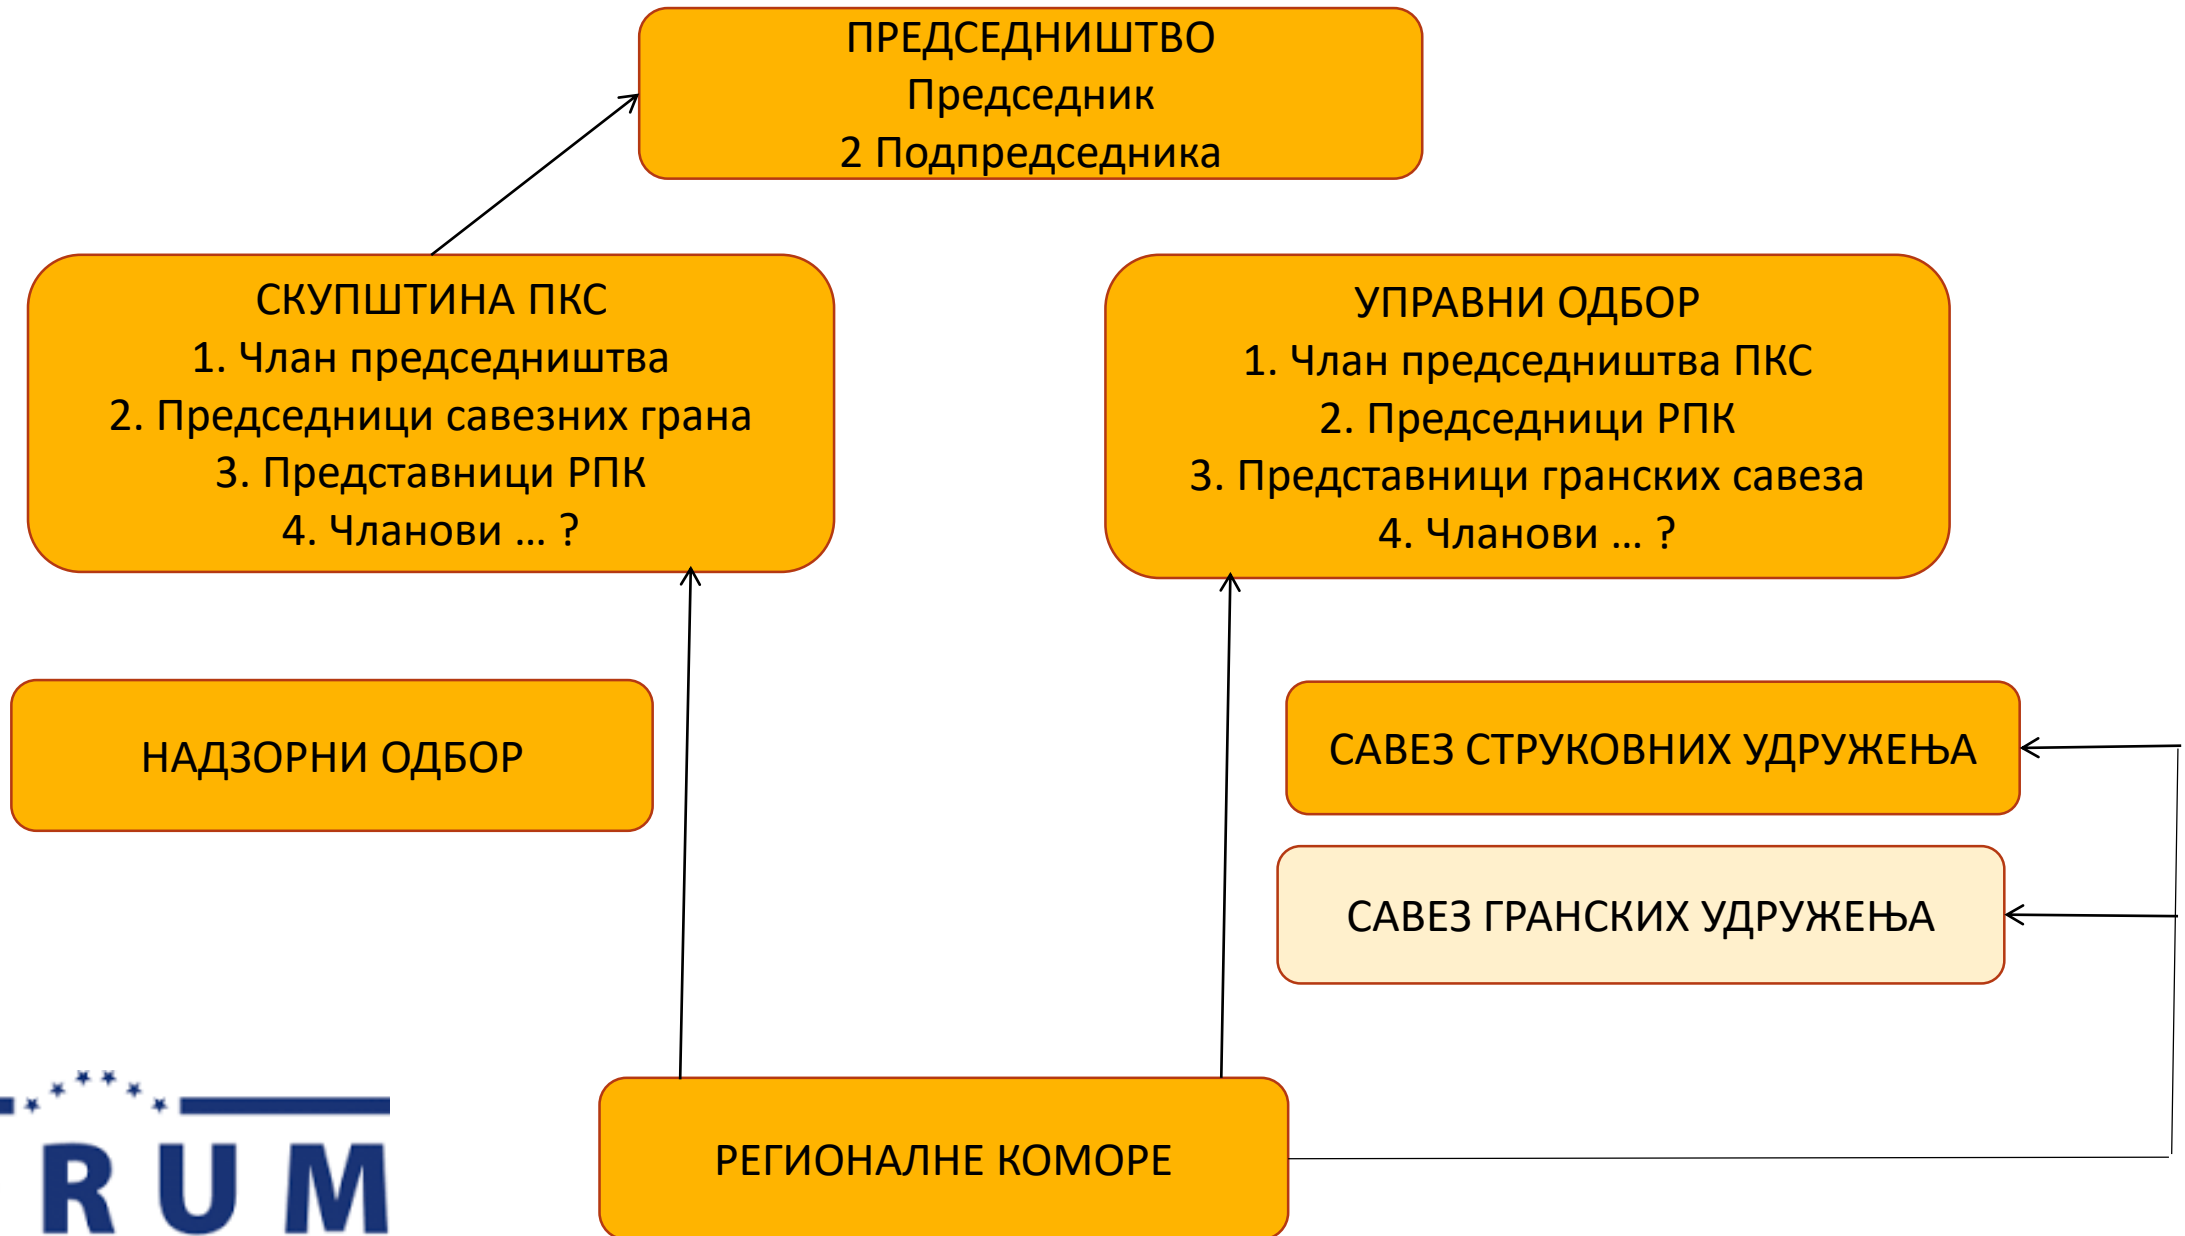 ПРЕДСЕДНИШТВО
Председник
2 Подпредседника
СКУПШТИНА ПКС
1. Члан председништва
2. Председници савезних грана
3. Представници РПК
4. Чланови ... ?
УПРАВНИ ОДБОР
1. Члан председништва ПКС
2. Председници РПК
3. Представници гранских савеза
4. Чланови ... ?
НАДЗОРНИ ОДБОР
САВЕЗ СТРУКОВНИХ УДРУЖЕЊА
САВЕЗ ГРАНСКИХ УДРУЖЕЊА
РЕГИОНАЛНЕ КОМОРЕ
RUM